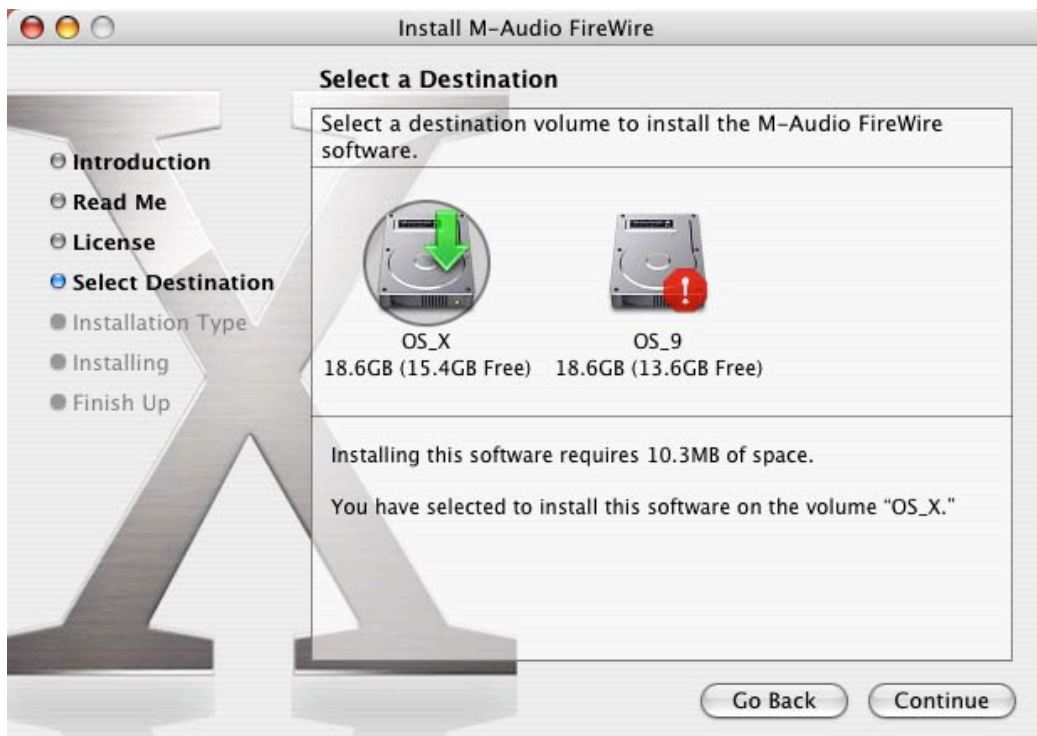 Install M-Audio FireWire
Select a Destination
Select a destination volume to install the M-Audio FireWire
software.
Introduction
Read Me
License
Select Destination
Installation Type
Installing
Finish Up
OS_X
18.6GB (15.4GB Free)
OS_9
18.6GB (13.6GB Free)
Installing this software requires 10.3MB of space.
You have selected to install this software on the volume “OS_X.”
Go Back
Continue